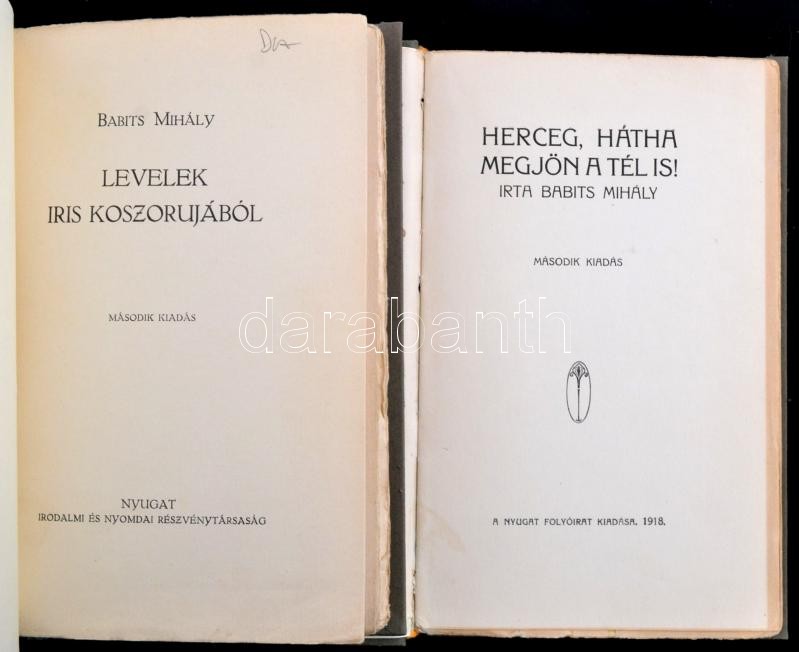 BABITS MIHÁLY
LEVELEK
IRIS KOSZORUJÁBÓL
MÁSODIK KIADÁS
NYUGAT
IRODALMI ÉS NYOMDAI RÉSZVÉNYTÁRSASÁG
HERCEG, HÁTHA
MEGJÖN A TÉL IS!
IRTA BABITS MIHÁLY
MÁSODIK KIADÁS
A NYUGAT FOLYÓIRAT KIADÁSA. 1918.
darabanth